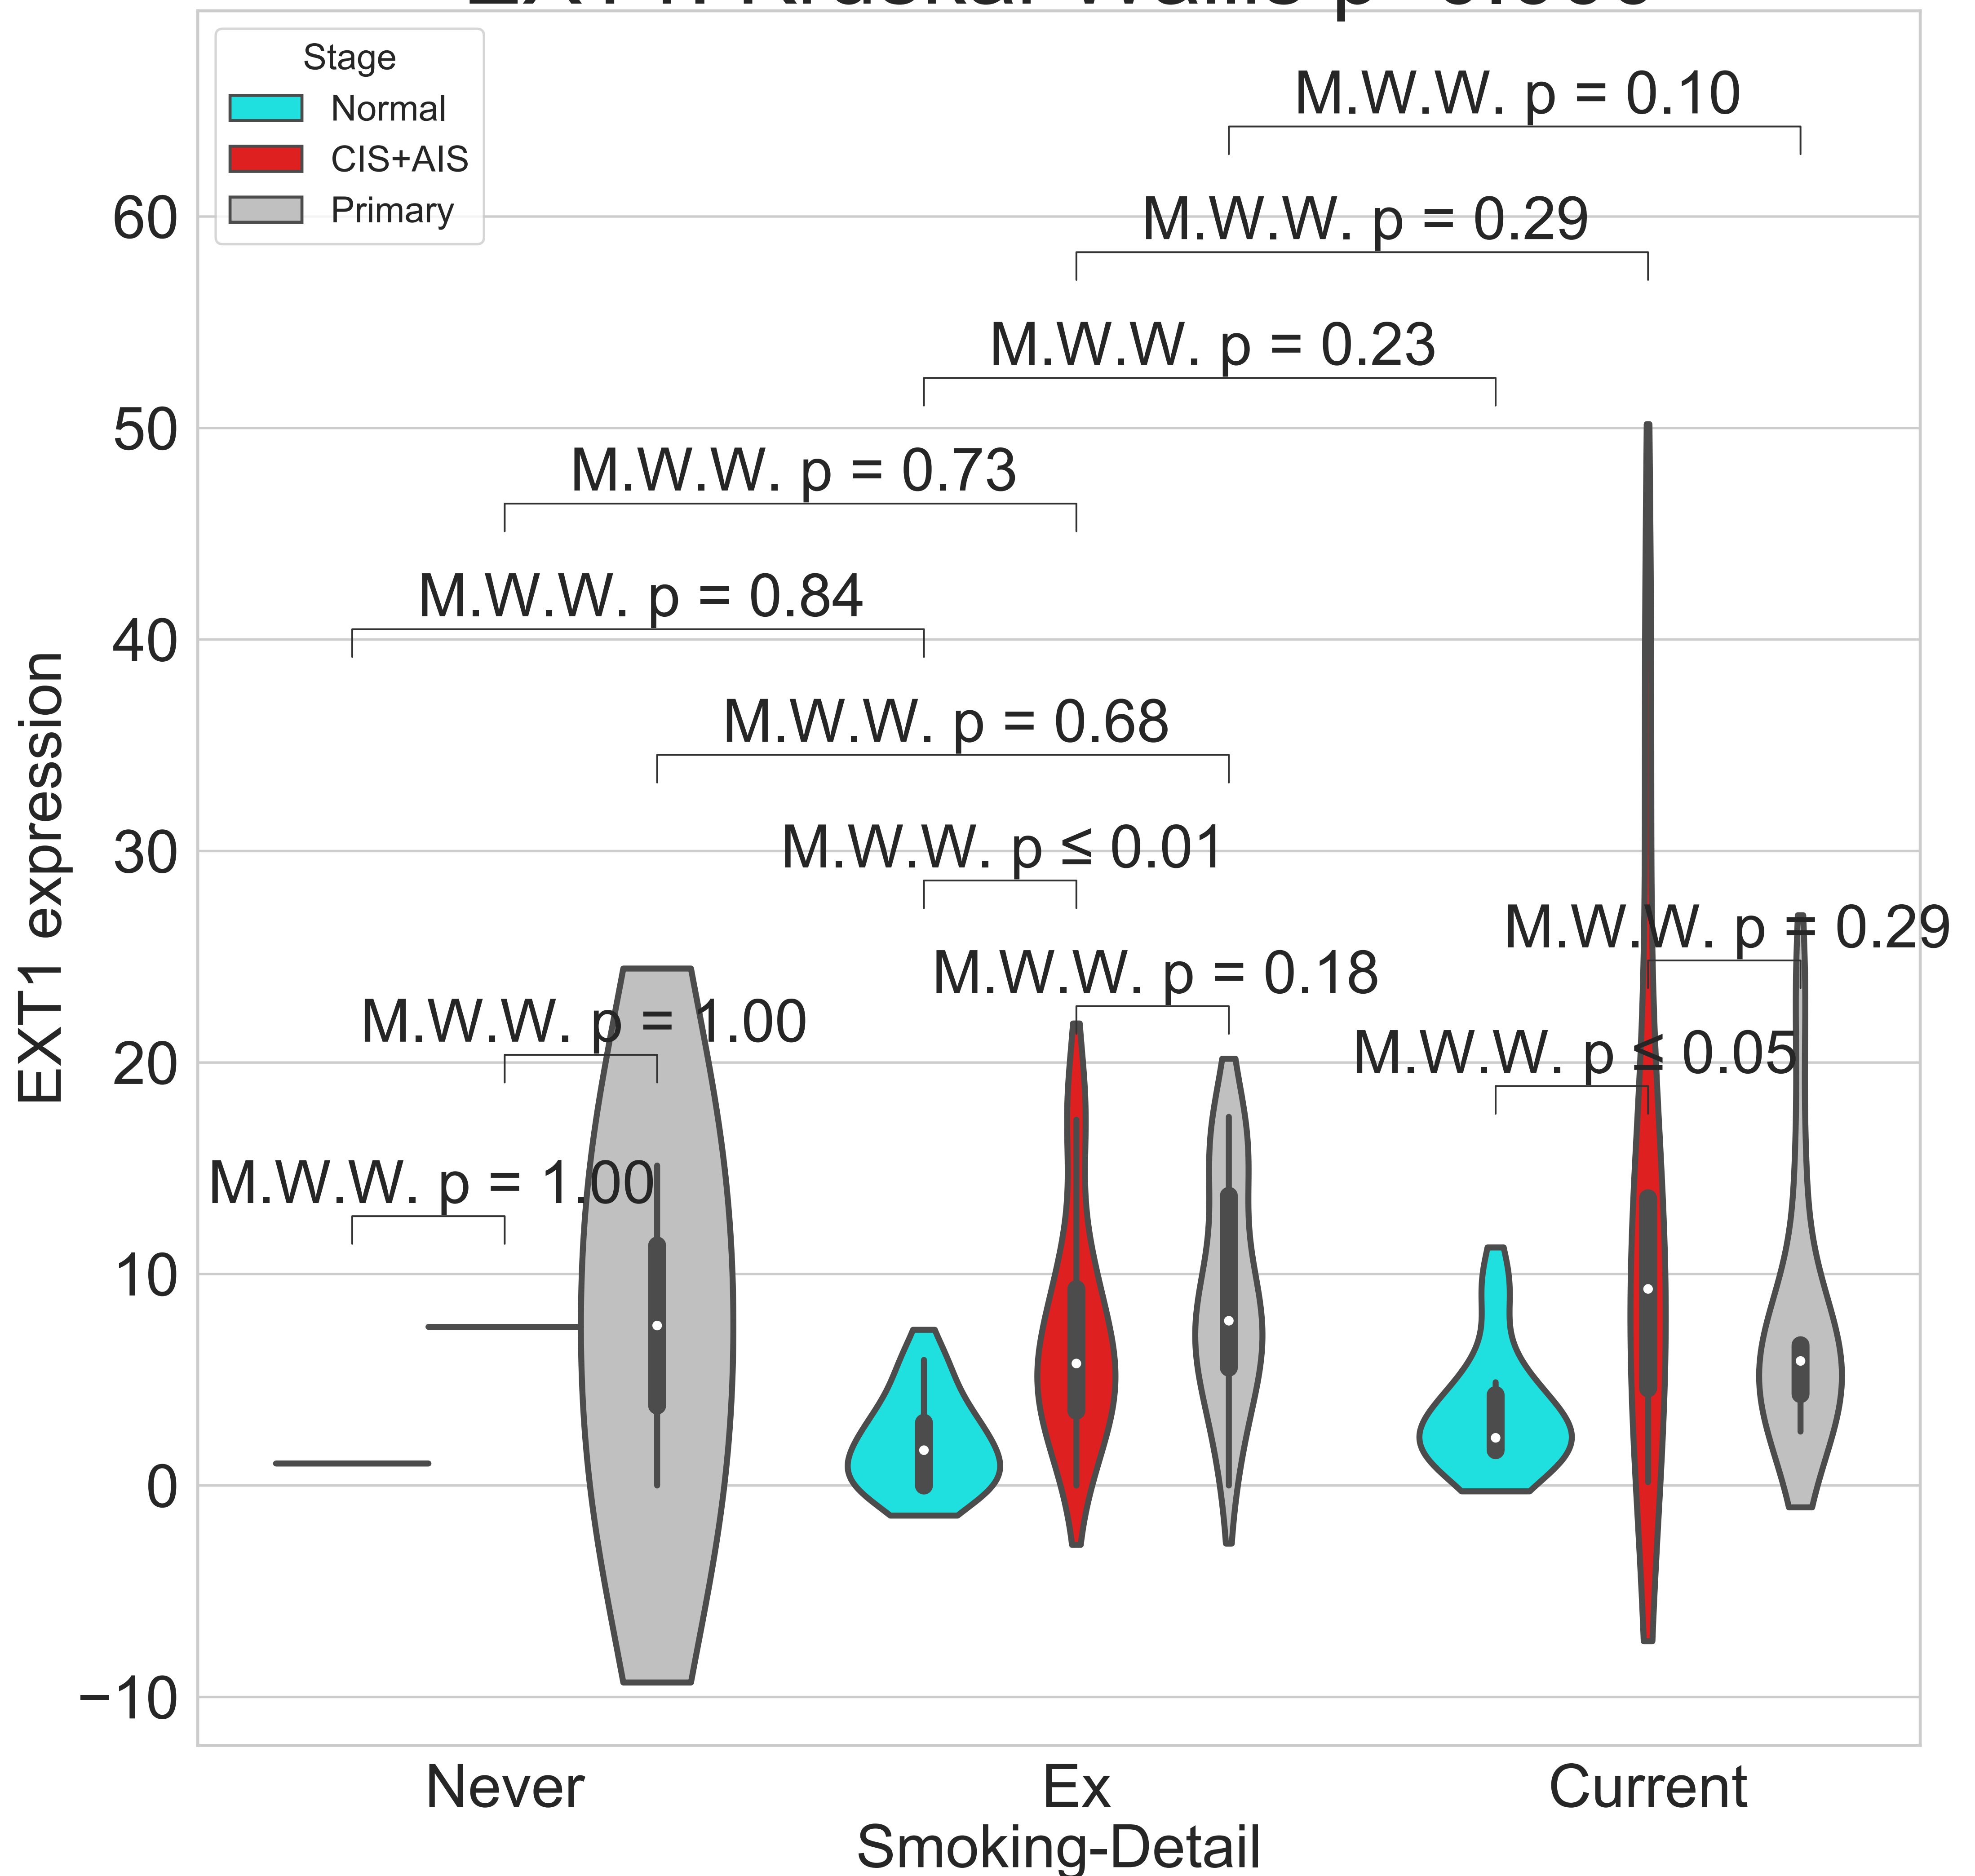 Stage
Normal
CIS+AIS
Primary
M.W.W. p = 0.10
M.W.W. p = 0.29
M.W.W. p = 0.23
M.W.W. p = 0.73
M.W.W. p = 0.84
M.W.W. p = 0.68
M.W.W. p ≤ 0.01
M.W.W. p = 0.29
M.W.W. p = 0.18
M.W.W. p = 1.00
M.W.W. p ≤ 0.05
M.W.W. p = 1.00
60
50
40
30
20
10
0
−10
EXT1 expression
Never
Ex
Current
Smoking-Detail